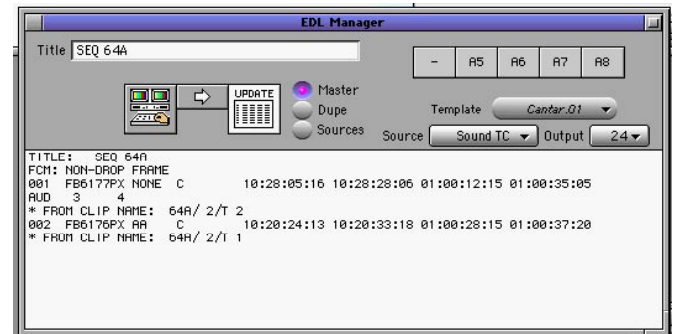 EDL Manager
Title SEQ 64A
- A5 A6 A7 A8
UPDATE
Master
Dupe
Sources
Template Cantar.01
Source Sound TC Output 24
TITLE: SEQ 64A
FCM: NON-DROP FRAME
001 FB6177PX NONE C 10:28:05:16 10:28:28:06 01:00:12:15 01:00:35:05
AUD 3 4
* FROM CLIP NAME: 64A/ 2/T 2
002 FB6176PX AA C 10:20:24:13 10:20:33:18 01:00:28:15 01:00:37:20
* FROM CLIP NAME: 64A/ 2/T 1